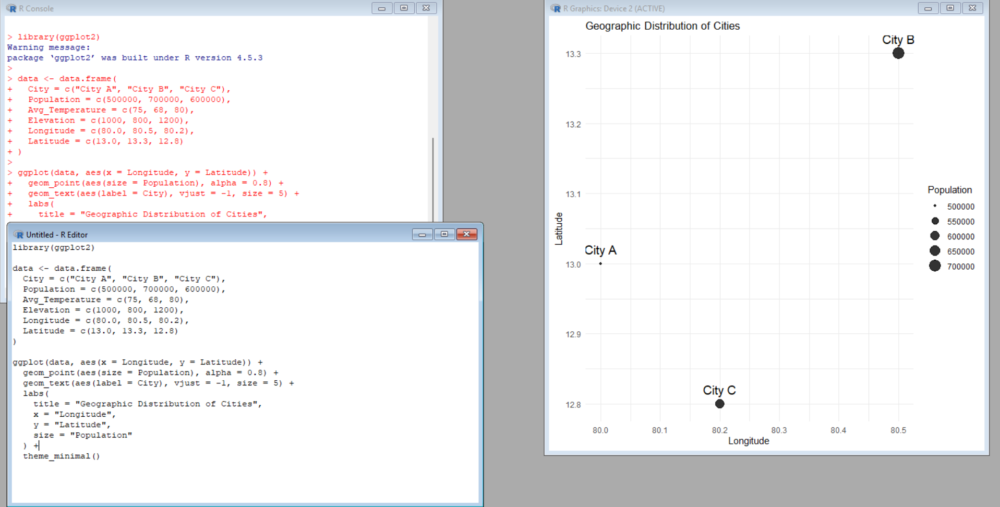 R Console
> library(ggplot2)
Warning message:
package ‘ggplot2’ was built under R version 4.5.3
>
> data <- data.frame(
+   City = c("City A", "City B", "City C"),
+   Population = c(500000, 700000, 600000),
+   Avg_Temperature = c(75, 68, 80),
+   Elevation = c(1000, 800, 1200),
+   Longitude = c(80.0, 80.5, 80.2),
+   Latitude = c(13.0, 13.3, 12.8)
+ )
>
> ggplot(data, aes(x = Longitude, y = Latitude)) +
+   geom_point(aes(size = Population), alpha = 0.8) +
+   geom_text(aes(label = City), vjust = -1, size = 5) +
+   labs(
+     title = "Geographic Distribution of Cities",
Untitled - R Editor
library(ggplot2)
data <- data.frame(
  City = c("City A", "City B", "City C"),
  Population = c(500000, 700000, 600000),
  Avg_Temperature = c(75, 68, 80),
  Elevation = c(1000, 800, 1200),
  Longitude = c(80.0, 80.5, 80.2),
  Latitude = c(13.0, 13.3, 12.8)
)
ggplot(data, aes(x = Longitude, y = Latitude)) +
  geom_point(aes(size = Population), alpha = 0.8) +
  geom_text(aes(label = City), vjust = -1, size = 5) +
  labs(
    title = "Geographic Distribution of Cities",
    x = "Longitude",
    y = "Latitude",
    size = "Population"
  ) +
  theme_minimal()
R Graphics: Device 2 (ACTIVE)
Geographic Distribution of Cities
City B
13.3
13.2
13.1
Latitude
City A
13.0
12.9
City C
12.8
80.0 80.1 80.2 80.3 80.4 80.5
Longitude
Population
500000
550000
600000
650000
700000